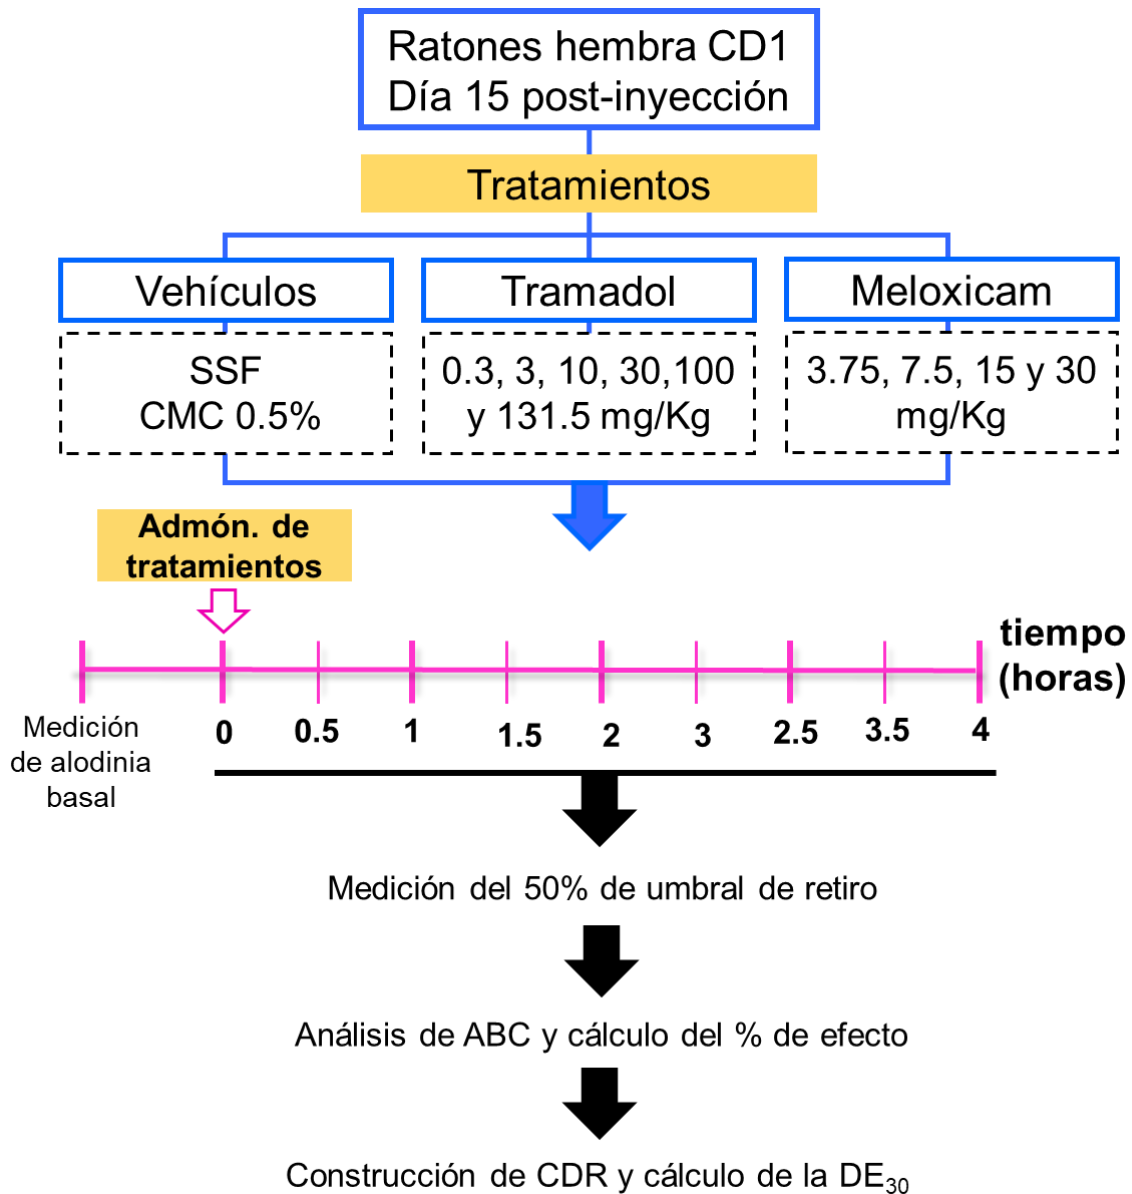 Ratones hembra CD1
Día 15 post-inyección
Tratamientos
Vehículos
SSF
CMC 0.5%
Tramadol
0.3, 3, 10, 30,100
y 131.5 mg/Kg
Meloxicam
3.75, 7.5, 15 y 30
mg/Kg
Admón. de
tratamientos
tiempo
(horas)
Medición
de alodinia
basal
0 0.5 1 1.5 2 3 2.5 3.5 4
Medición del 50% de umbral de retiro
Análisis de ABC y cálculo del % de efecto
Construcción de CDR y cálculo de la DE30